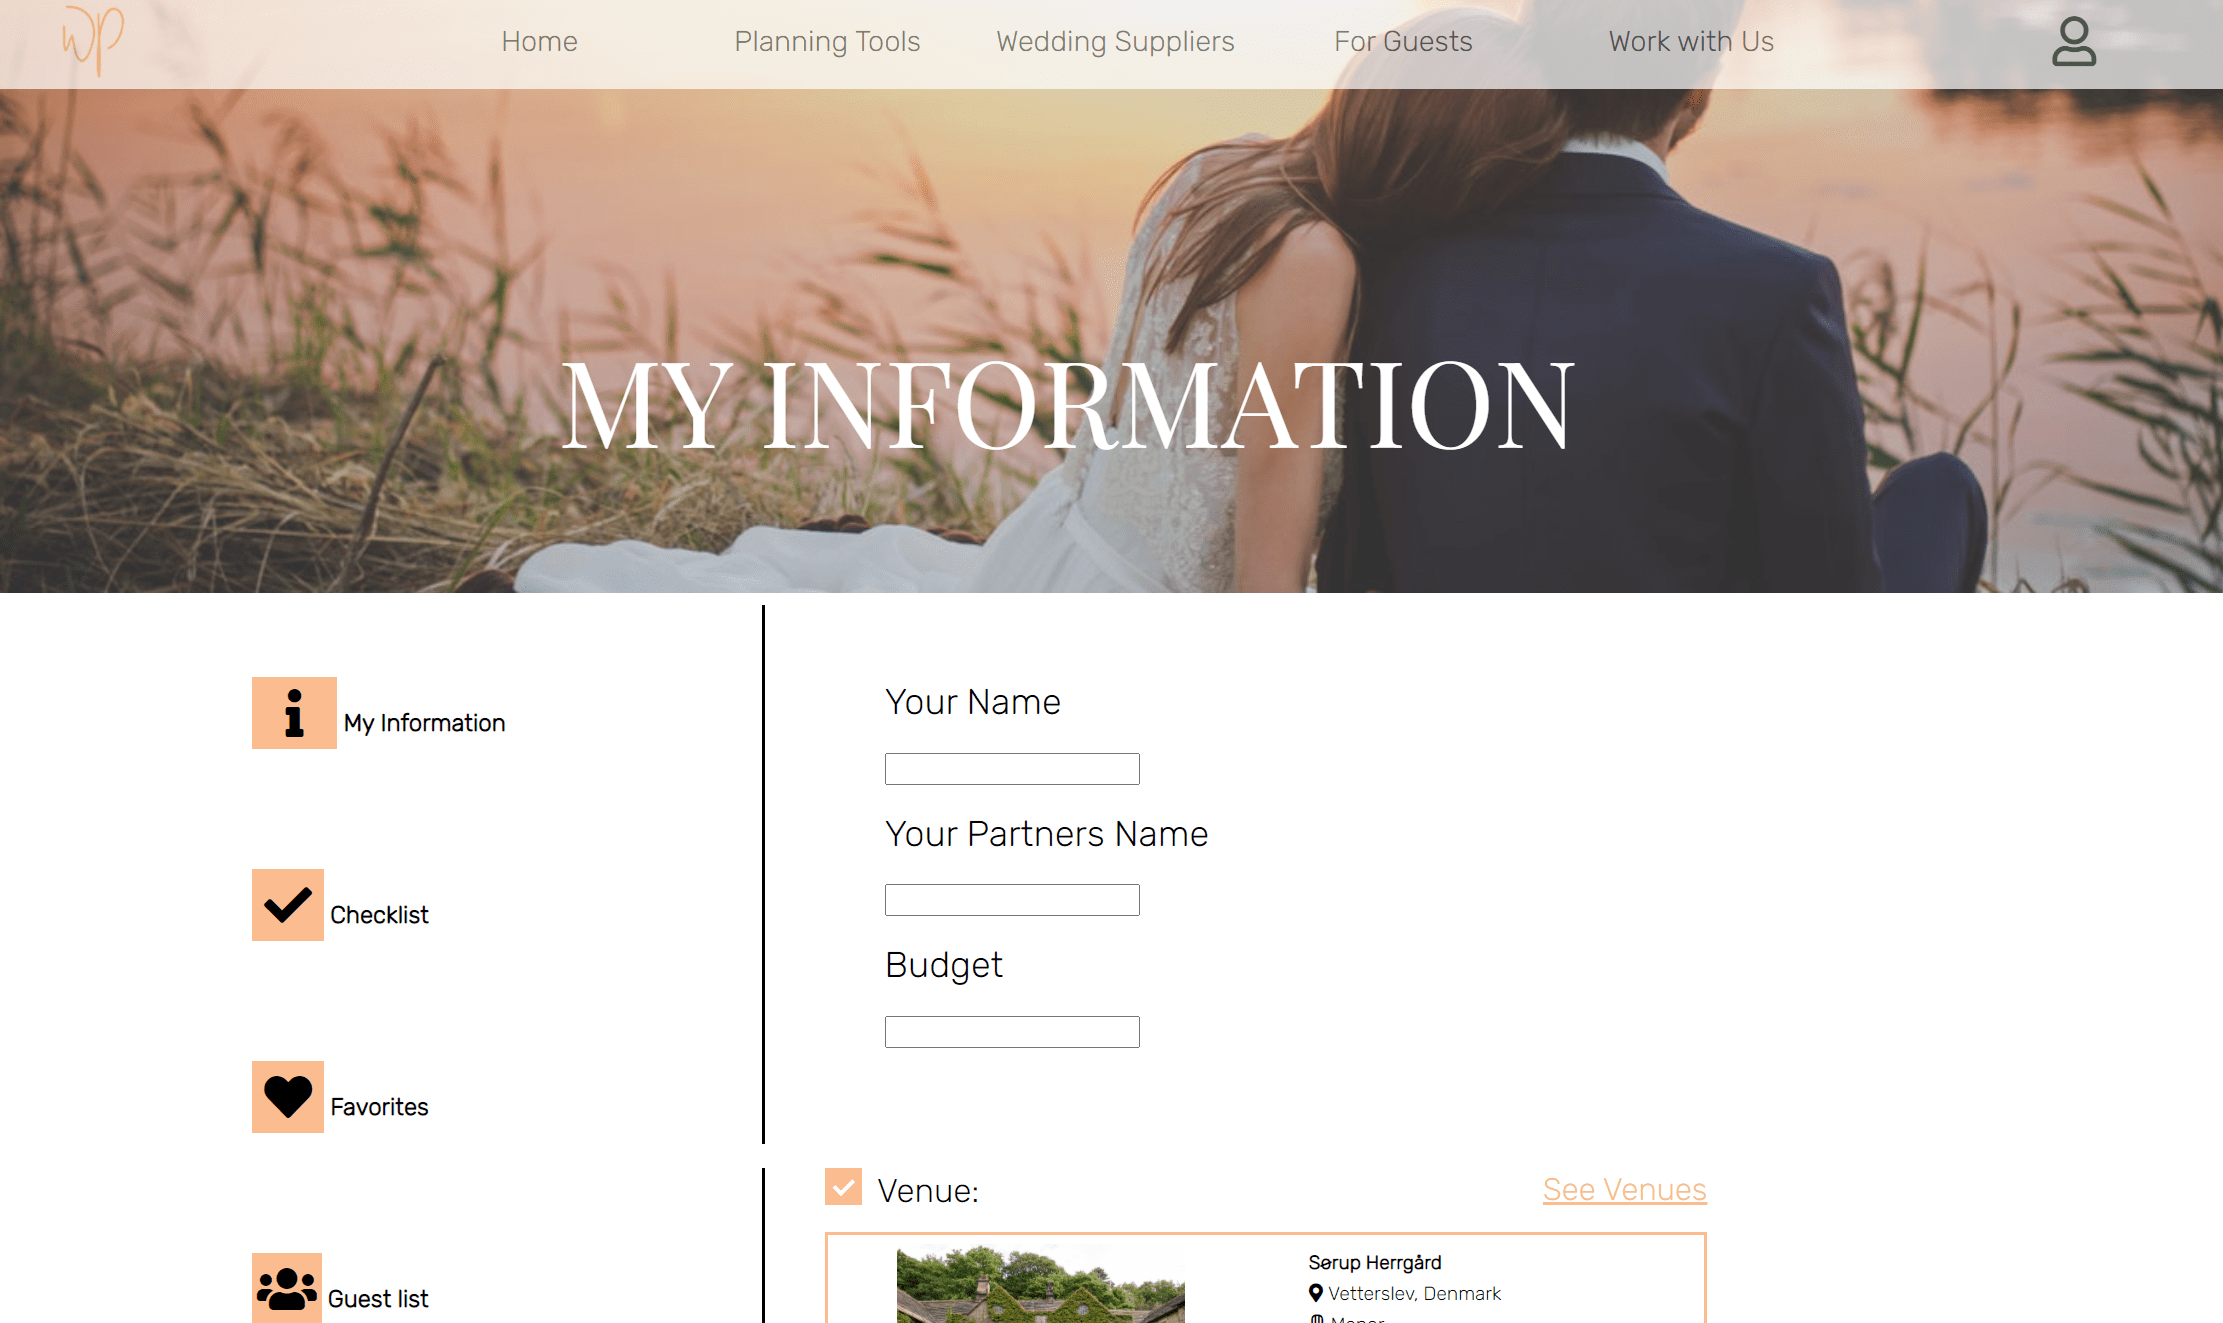 WP
Home Planning Tools Wedding Suppliers For Guests Work with Us
MY INFORMATION
My Information
Checklist
Favorites
Guest list
Your Name
Your Partners Name
Budget
Venue: See Venues
Sørup Herrgård
Vetterslev, Denmark